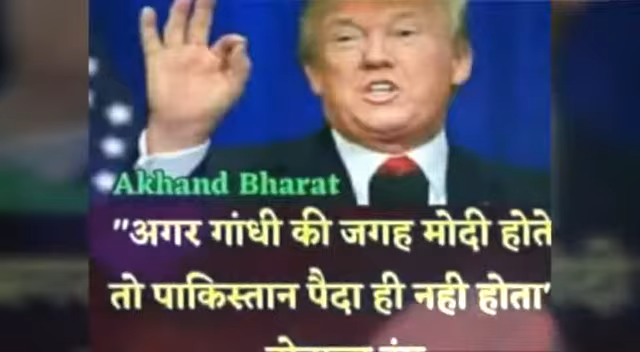 Akhand Bharat
"अगर गांधी की जगह मोदी होते
तो पाकिस्तान पैदा ही नही होता"